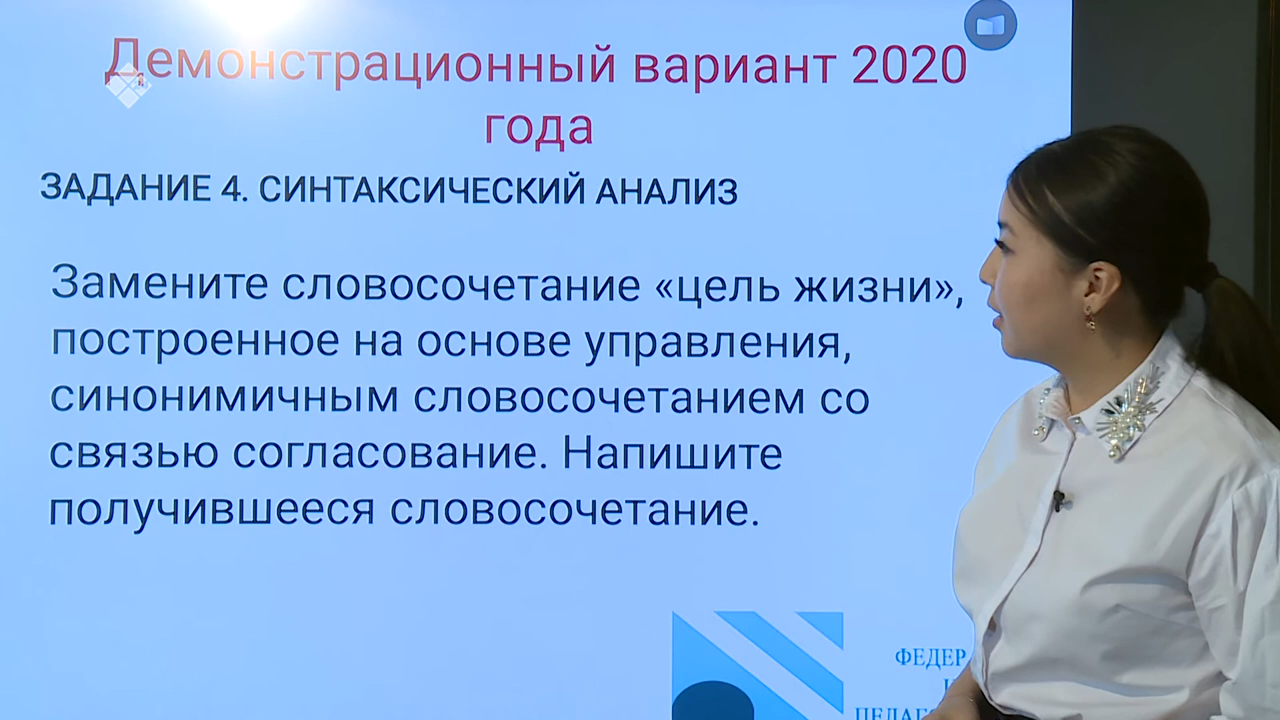 Демонстрационный вариант 2020
года
ЗАДАНИЕ 4. СИНТАКСИЧЕСКИЙ АНАЛИЗ
Замените словосочетание «цель жизни»,
построенное на основе управления,
синонимичным словосочетанием со
связью согласование. Напишите
получившееся словосочетание.